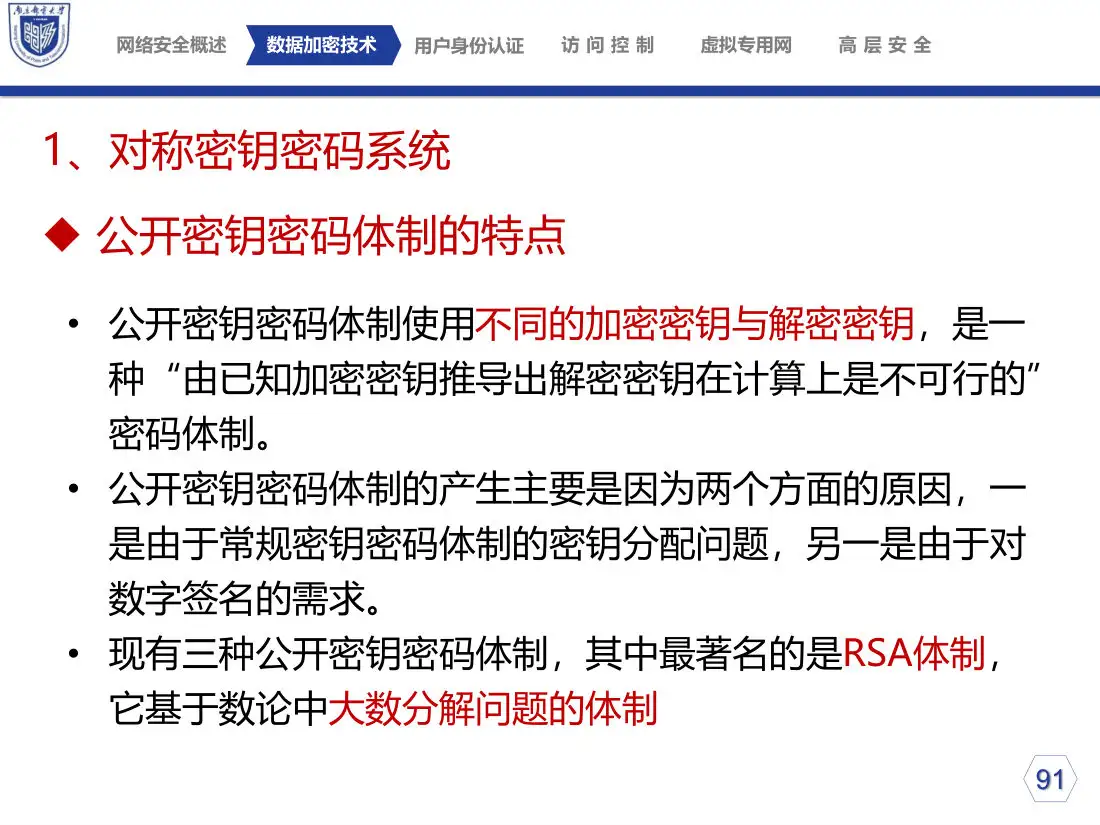 南京邮电大学
网络安全概述 数据加密技术 用户身份认证 访问控制 虚拟专用网 高层安全
1、对称密钥密码系统
◆ 公开密钥密码体制的特点
• 公开密钥密码体制使用不同的加密密钥与解密密钥，是一
种“由已知加密密钥推导出解密密钥在计算上是不可行的”
密码体制。
• 公开密钥密码体制的产生主要是因为两个方面的原因，一
是由于常规密钥密码体制的密钥分配问题，另一是由于对
数字签名的需求。
• 现有三种公开密钥密码体制，其中最著名的是RSA体制，
它基于数论中大数分解问题的体制
91